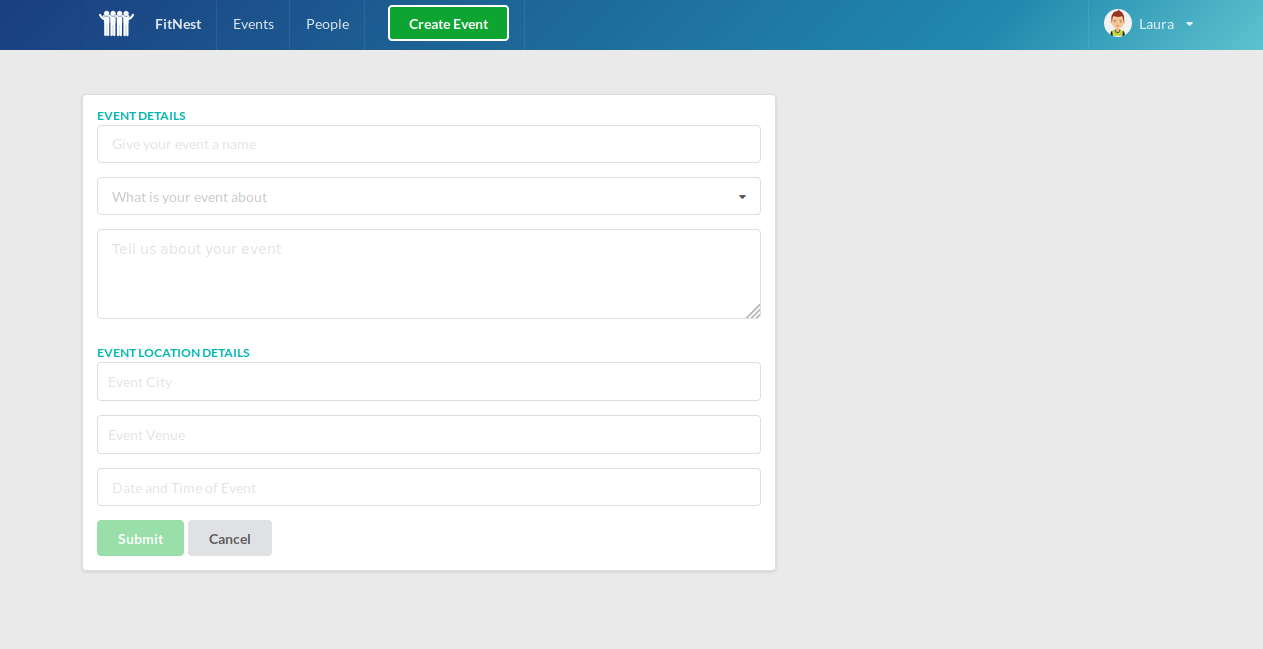 FitNest Events People Create Event Laura
EVENT DETAILS
Give your event a name
What is your event about
Tell us about your event
EVENT LOCATION DETAILS
Event City
Event Venue
Date and Time of Event
Submit Cancel